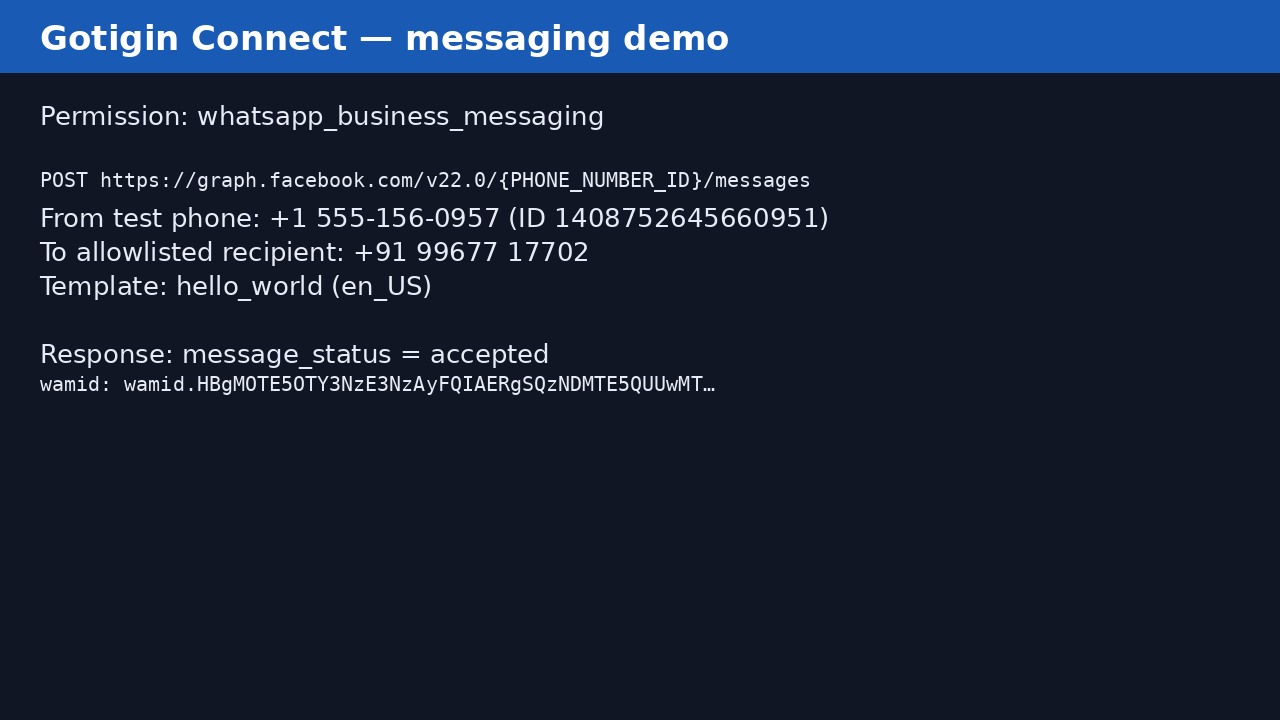 Gotigin Connect — messaging demo
Permission: whatsapp_business_messaging
POST https://graph.facebook.com/v22.0/{PHONE_NUMBER_ID}/messages
From test phone: +1 555-156-0957 (ID 1408752645660951)
To allowlisted recipient: +91 99677 17702
Template: hello_world (en_US)
Response: message_status = accepted
wamid: wamid.HBgMOTE5OTY3NzE3NzAyFQIAERgSQzNDMTE5QUUwMT…